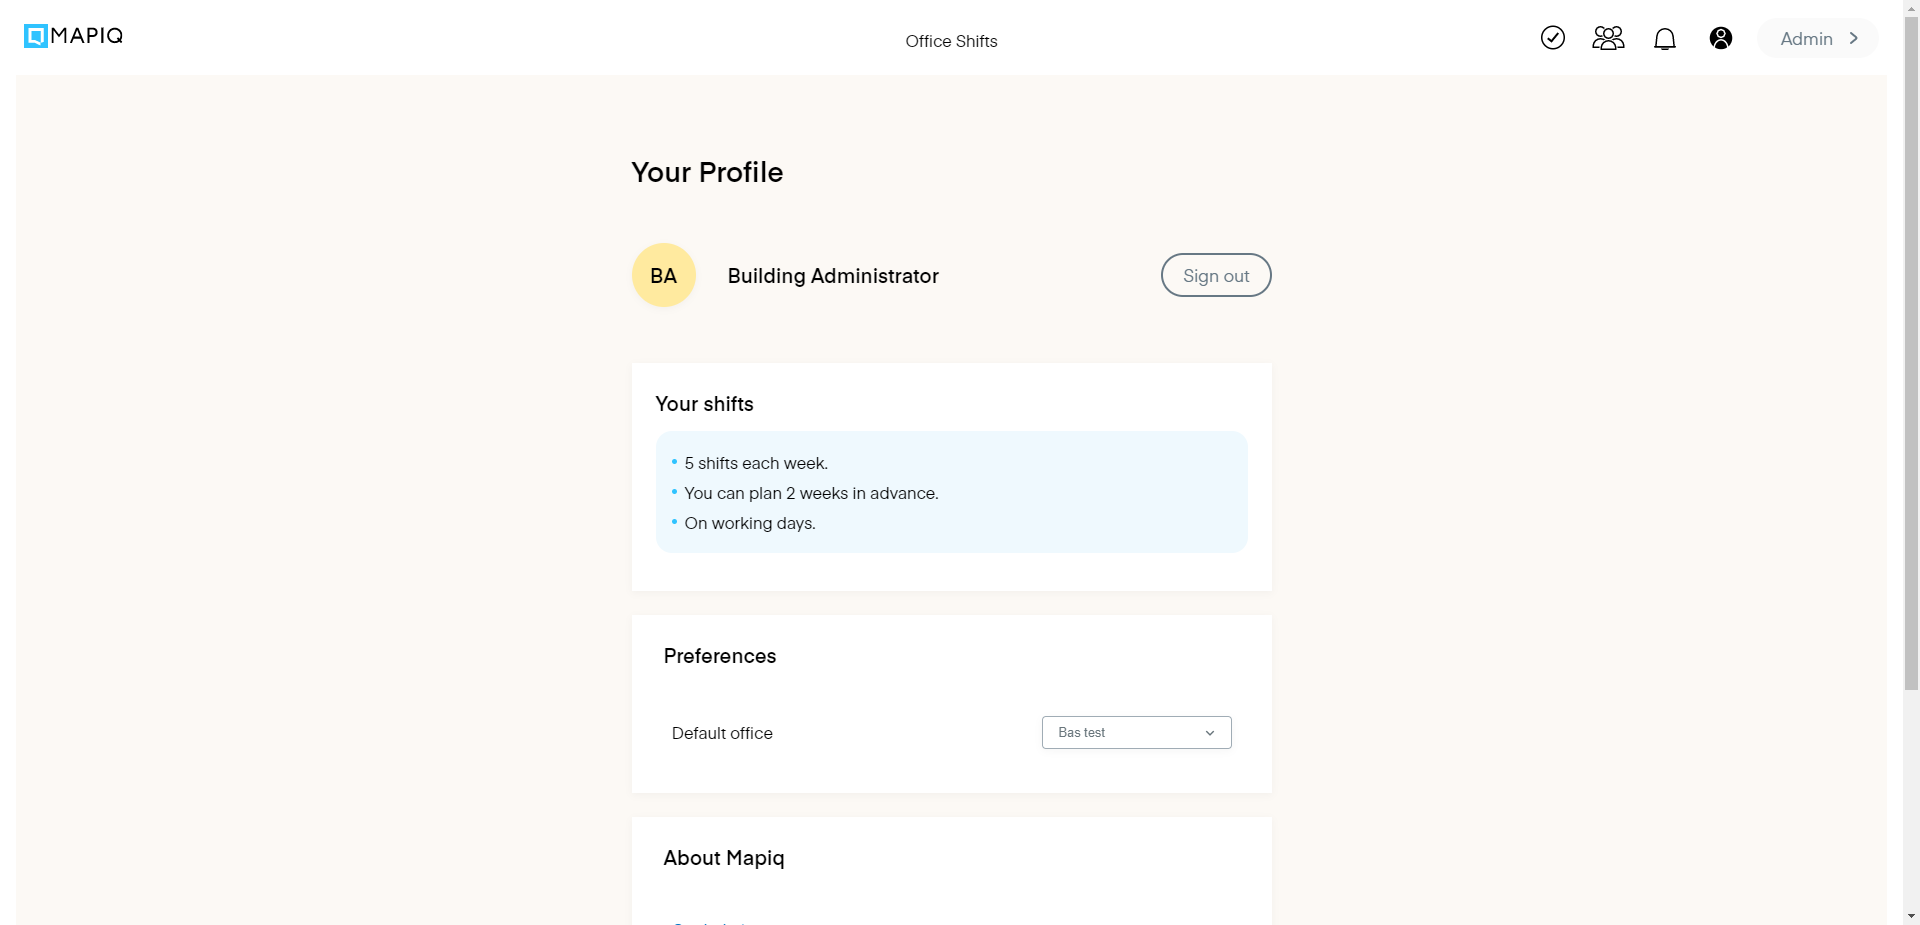 MAPIQ
Office Shifts
Admin
Your Profile
BA
Building Administrator
Sign out
Your shifts
5 shifts each week.
You can plan 2 weeks in advance.
On working days.
Preferences
Default office
Bas test
About Mapiq